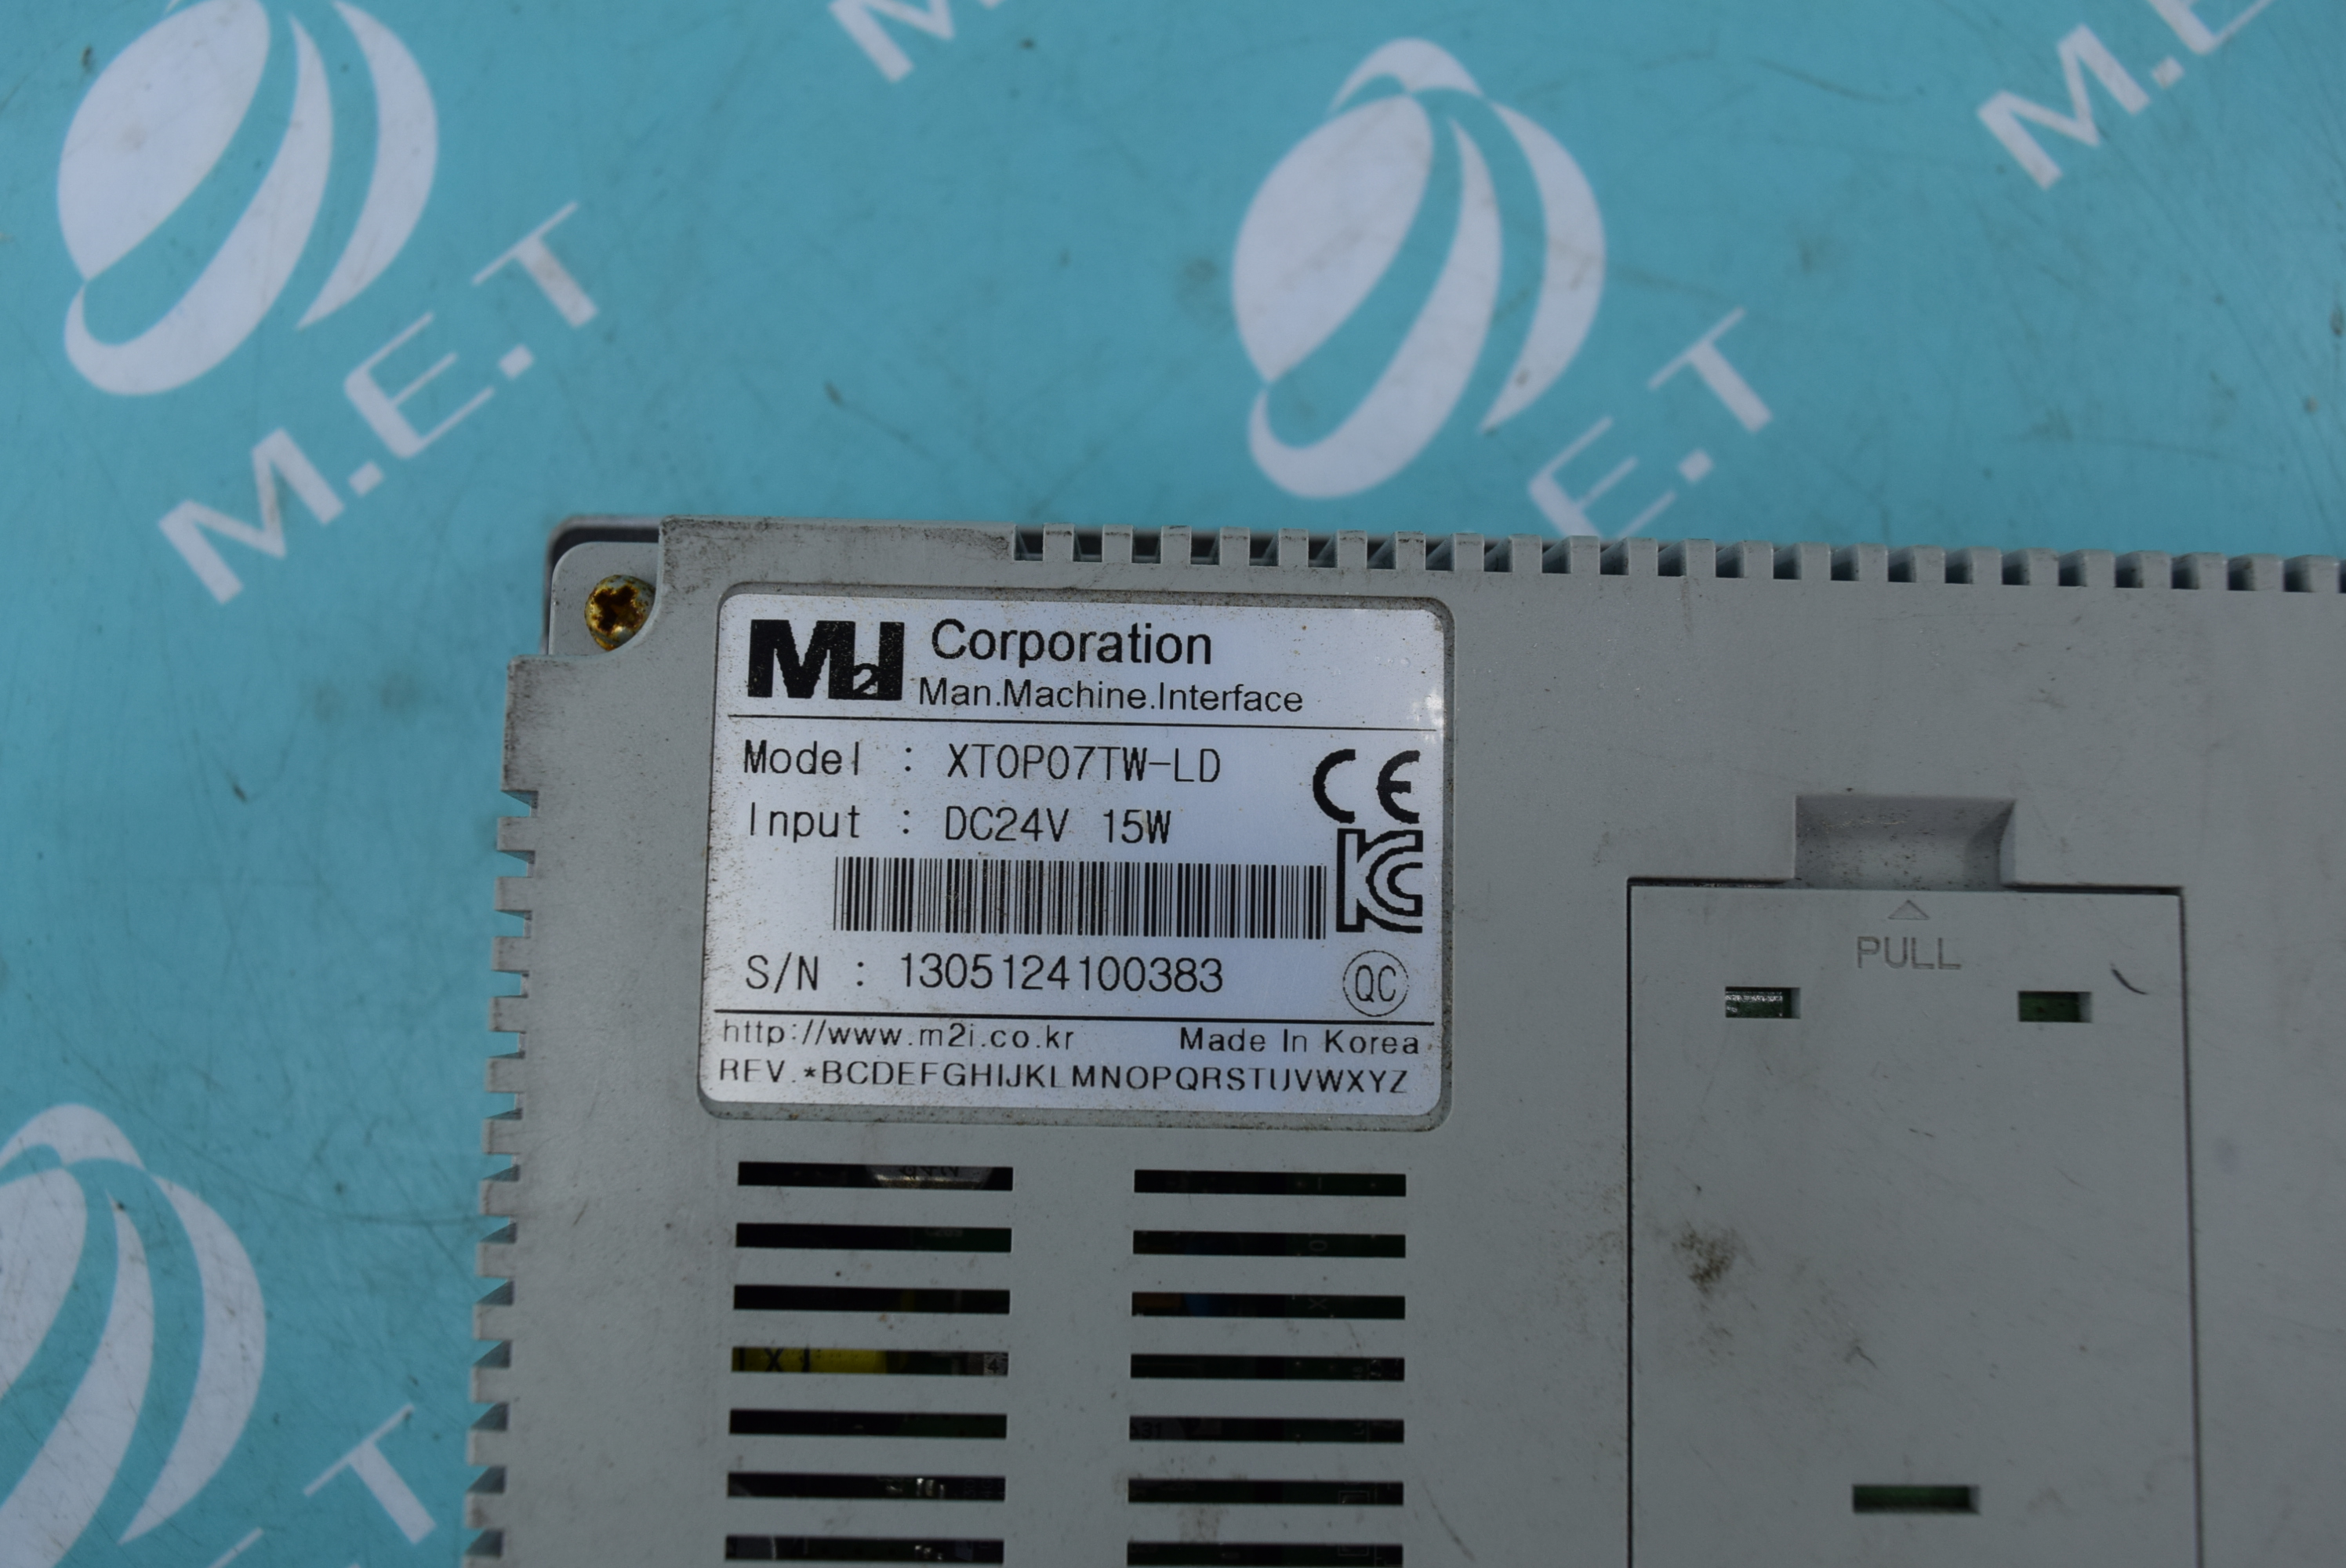 M.E.T
M.E.T
M.E
M2I Corporation
Man.Machine.Interface
Model : XTOP07TW-LD
Input : DC24V 15W
CE
KC
S/N : 1305124100383
QC
http://www.m2i.co.kr Made In Korea
REV.*BCDEFGHIJKLMNOPQRSTUVWXYZ
PULL